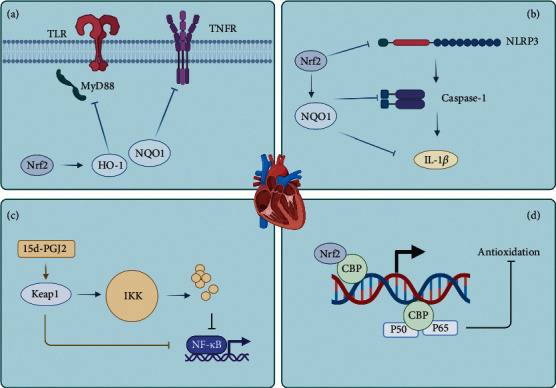 (a)
TLR
TNFR
MyD88
Nrf2
HO-1
NQO1
(b)
Nrf2
NLRP3
NQO1
Caspase-1
IL-1β
(c)
15d-PGJ2
Keap1
IKK
NF-κB
(d)
Nrf2
CBP
Antioxidation
CBP
P50
P65